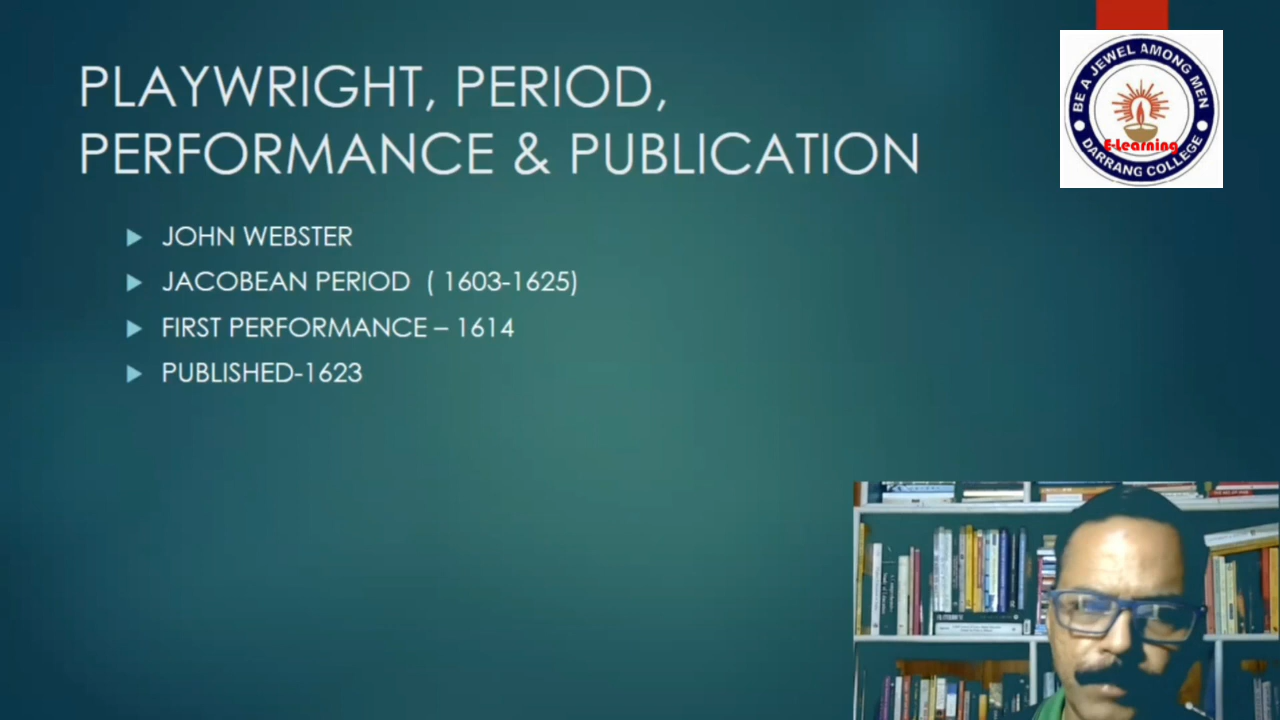 PLAYWRIGHT, PERIOD,
PERFORMANCE & PUBLICATION
BE A JEWEL AMONG MEN
E-Learning
DARRANG COLLEGE
JOHN WEBSTER
JACOBEAN PERIOD ( 1603-1625)
FIRST PERFORMANCE – 1614
PUBLISHED-1623